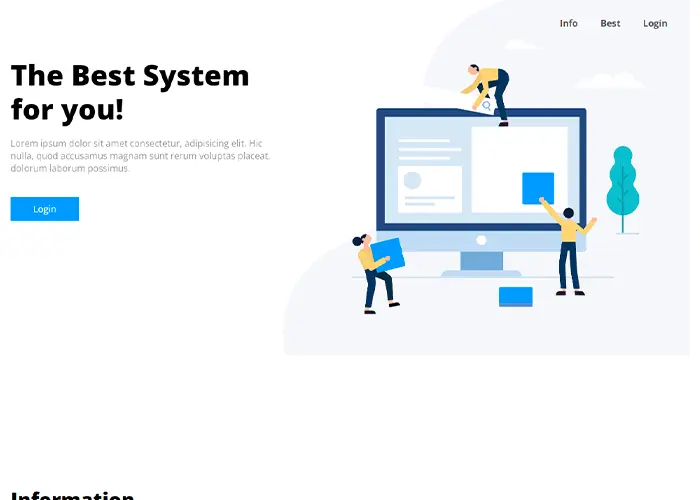 Info Best Login
The Best System
for you!
Lorem ipsum dolor sit amet consectetur, adipisicing elit. Hic
nulla, quod accusamus magnam sunt rerum voluptas placeat,
dolorum laborum possimus.
Login
Information